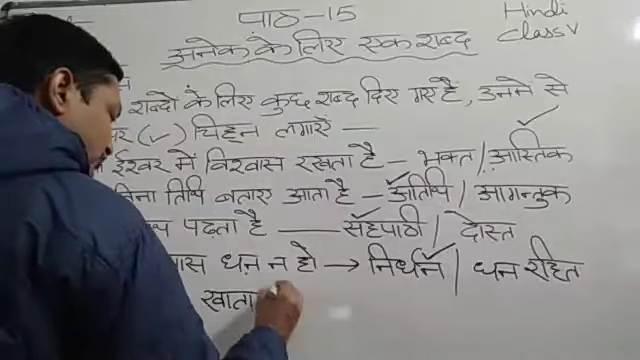 पाठ-15
Hindi
Class V
अनेक के लिए एक शब्द
शब्दों के लिए कुछ शब्द दिए गए हैं, उनमें से
पर (✓) चिह्न लगाएँ —
ईश्वर में विश्वास रखता है - भक्त / आस्तिक
बिना तिथि बताए आता है - अतिथि / आगन्तुक
पढ़ता है — सहपाठी / दोस्त
पास धन न हो → निर्धन / धन रहित
खाता